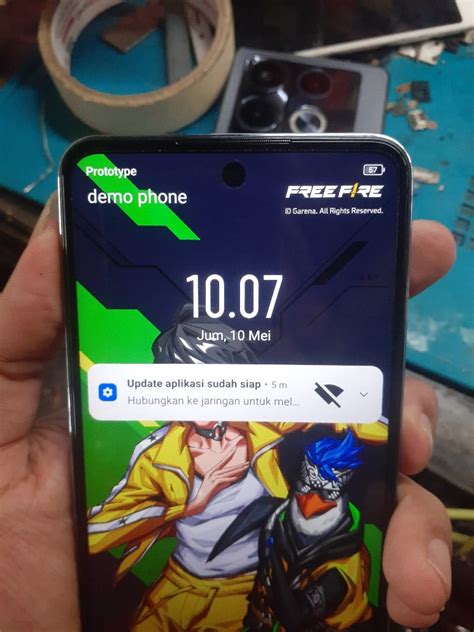 Prototype
57
demo phone
FREE FIRE
© Garena. All Rights Reserved.
10.07
Jum, 10 Mei
Update aplikasi sudah siap • 5 m
Hubungkan ke jaringan untuk mel...